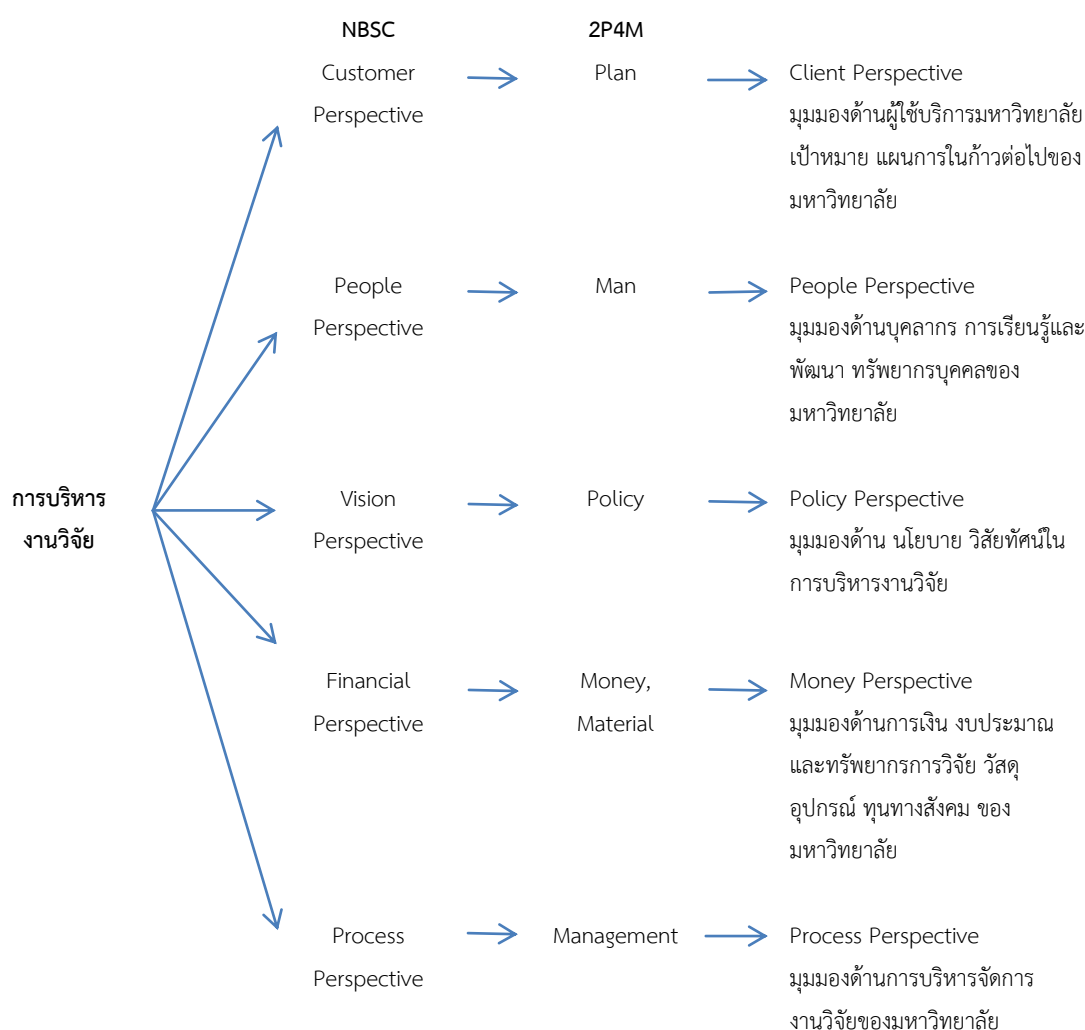 NBSC 2P4M
Customer Plan Client Perspective
Perspective มุมมองด้านผู้ใช้บริการมหาวิทยาลัย
เป้าหมาย แผนการในก้าวต่อไปของ
มหาวิทยาลัย
People Man People Perspective
Perspective มุมมองด้านบุคลากร การเรียนรู้และ
พัฒนา ทรัพยากรบุคคลของ
มหาวิทยาลัย
การบริหาร Vision Policy Policy Perspective
งานวิจัย Perspective มุมมองด้าน นโยบาย วิสัยทัศน์ใน
การบริหารงานวิจัย
Financial Money, Money Perspective
Perspective Material มุมมองด้านการเงิน งบประมาณ
และทรัพยากรการวิจัย วัสดุ
อุปกรณ์ ทุนทางสังคม ของ
มหาวิทยาลัย
Process Management Process Perspective
Perspective มุมมองด้านการบริหารจัดการ
งานวิจัยของมหาวิทยาลัย